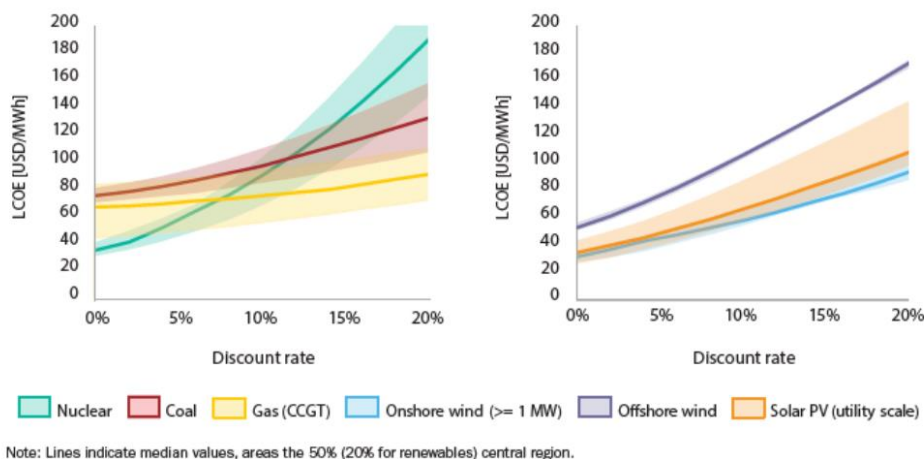 200
180
160
140
120
100
80
60
40
20
0
LCOE [USD/MWh]
0% 5% 10% 15% 20%
Discount rate
200
180
160
140
120
100
80
60
40
20
0
LCOE [USD/MWh]
0% 5% 10% 15% 20%
Discount rate
Nuclear Coal Gas (CCGT) Onshore wind (>= 1 MW) Offshore wind Solar PV (utility scale)
Note: Lines indicate median values, areas the 50% (20% for renewables) central region.